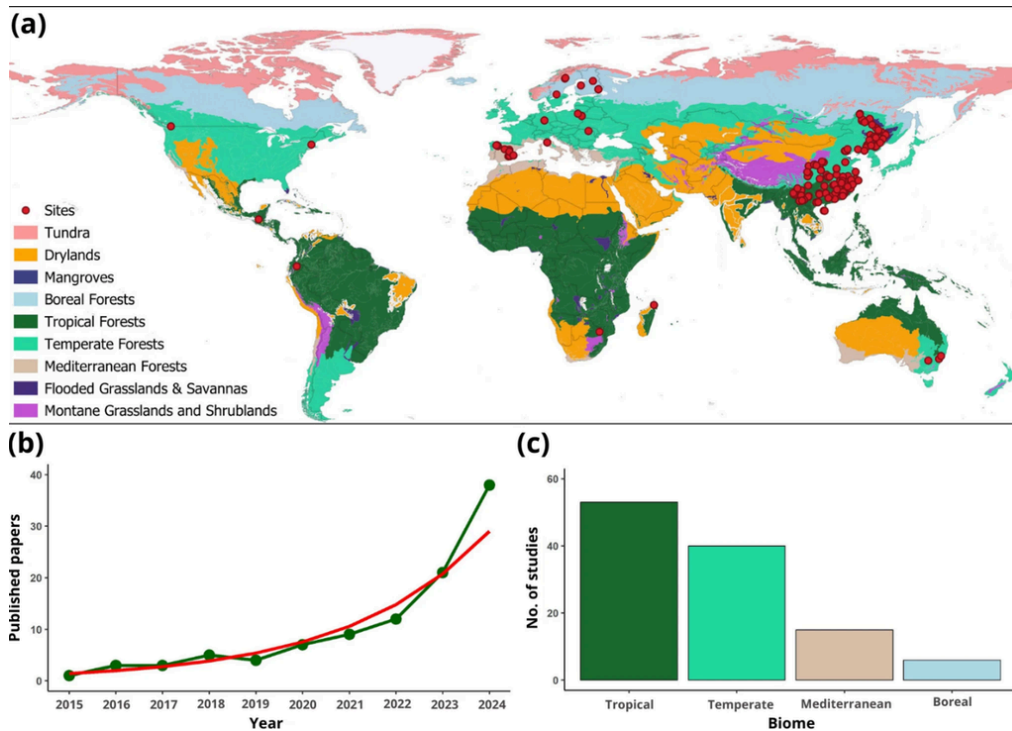 (a)
Sites
Tundra
Drylands
Mangroves
Boreal Forests
Tropical Forests
Temperate Forests
Mediterranean Forests
Flooded Grasslands & Savannas
Montane Grasslands and Shrublands
(b)
Published papers
40
30
20
10
0
2015 2016 2017 2018 2019 2020 2021 2022 2023 2024
Year
(c)
No. of studies
60
40
20
0
Tropical Temperate Mediterranean Boreal
Biome